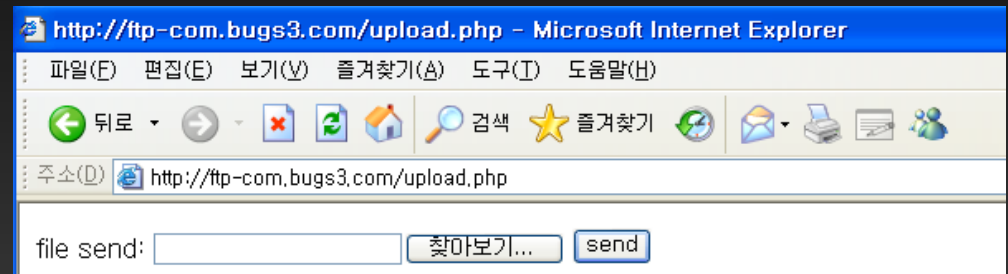 http://ftp-com.bugs3.com/upload.php - Microsoft Internet Explorer
파일(F) 편집(E) 보기(V) 즐겨찾기(A) 도구(T) 도움말(H)
뒤로 검색 즐겨찾기
주소(D) http://ftp-com.bugs3.com/upload.php
file send: 찾아보기... send